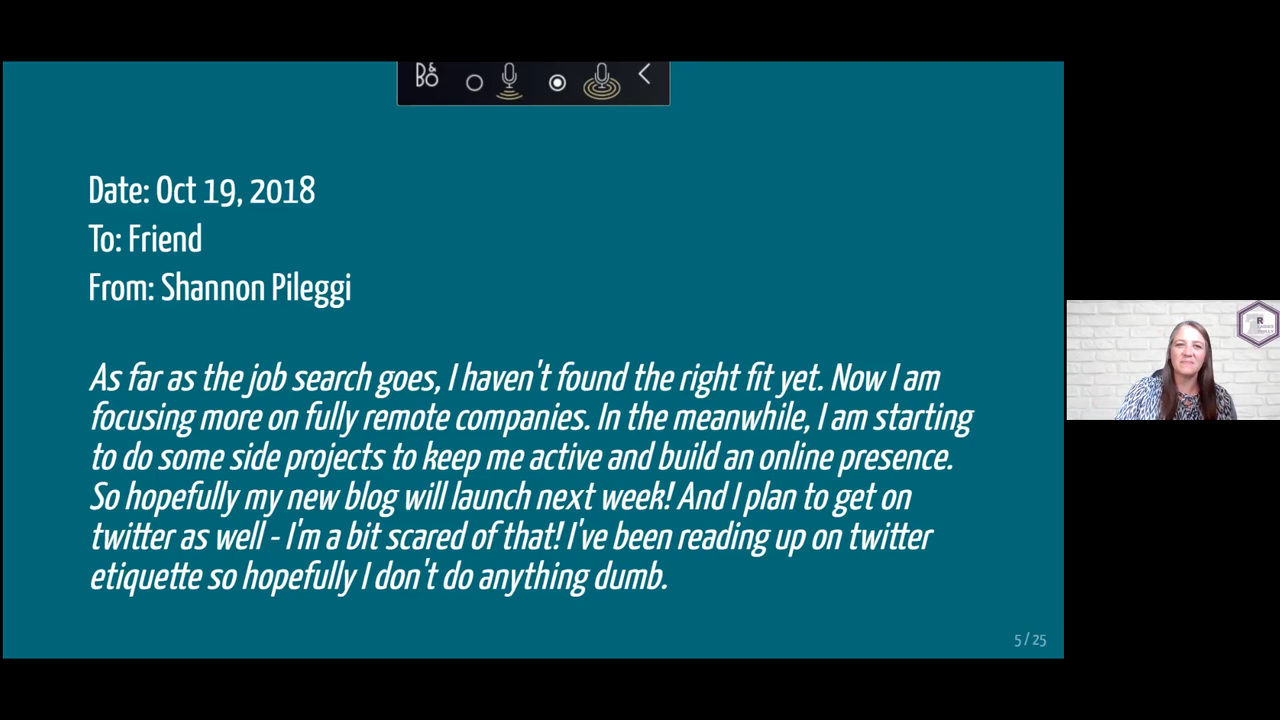 B&O
Date: Oct 19, 2018
To: Friend
From: Shannon Pileggi
As far as the job search goes, I haven't found the right fit yet. Now I am
focusing more on fully remote companies. In the meanwhile, I am starting
to do some side projects to keep me active and build an online presence.
So hopefully my new blog will launch next week! And I plan to get on
twitter as well - I'm a bit scared of that! I've been reading up on twitter
etiquette so hopefully I don't do anything dumb.
5 / 25
R
LADIES
PHILLY